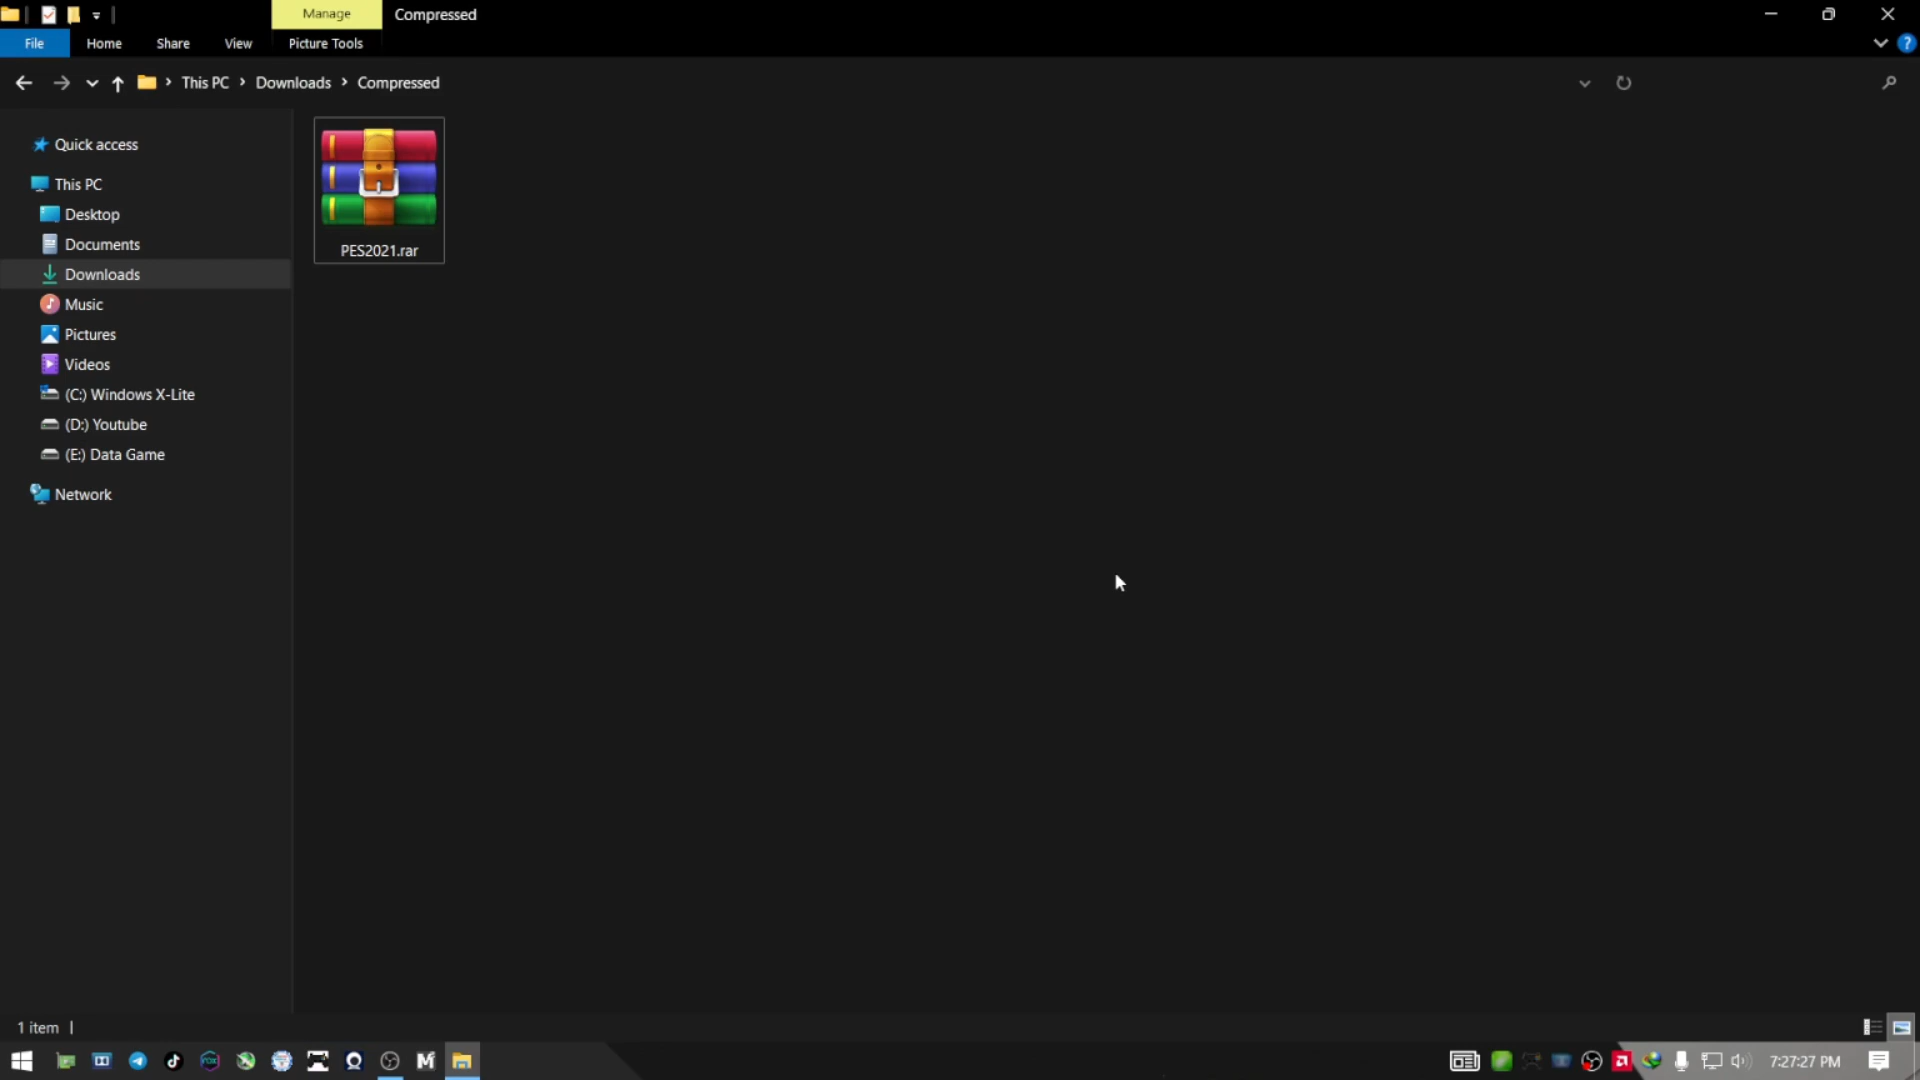 Manage
Compressed
File
Home
Share
View
Picture Tools
This PC
Downloads
Compressed
Quick access
This PC
Desktop
Documents
Downloads
Music
Pictures
Videos
(C:) Windows X-Lite
(D:) Youtube
(E:) Data Game
Network
PES2021.rar
1 item
7:27:27 PM